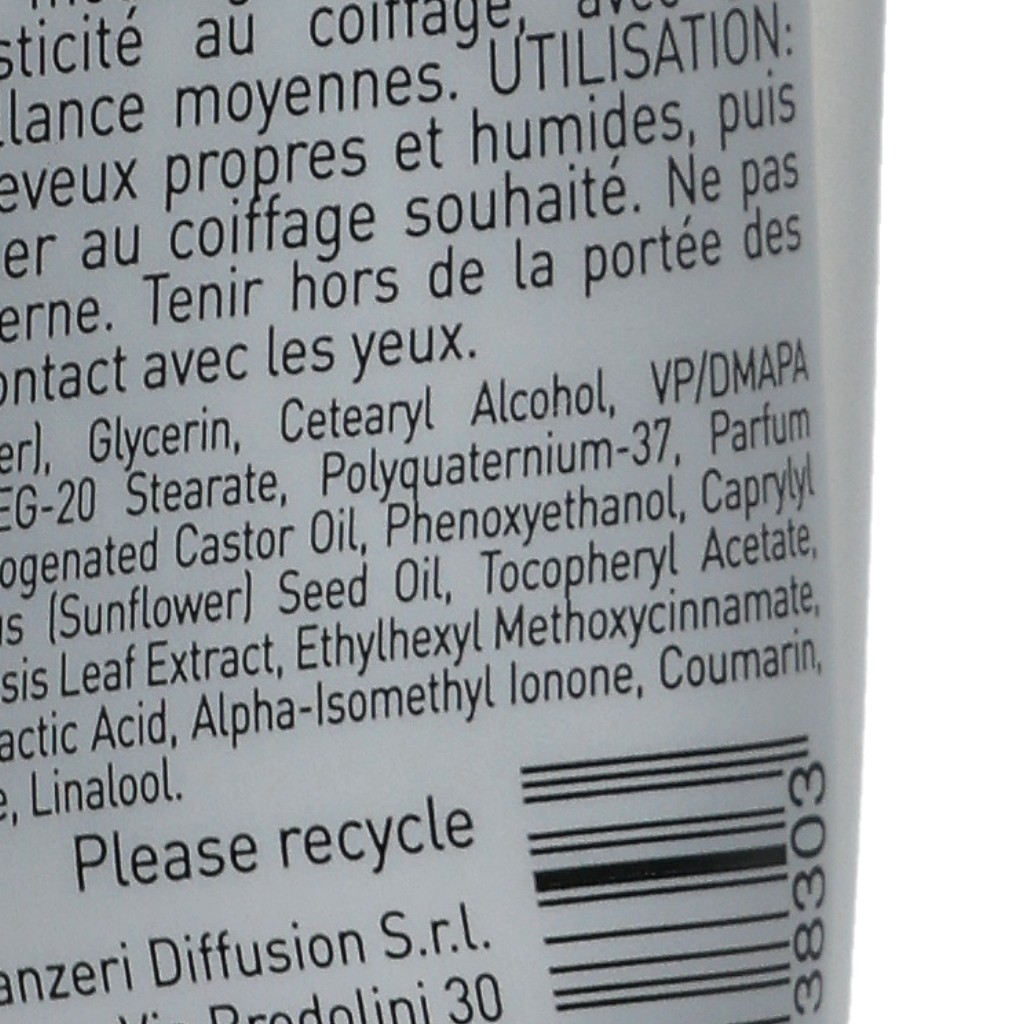 sticité au coiffage, avec
llance moyennes. UTILISATION:
eveux propres et humides, puis
er au coiffage souhaité. Ne pas
erne. Tenir hors de la portée des
ontact avec les yeux.
er), Glycerin, Cetearyl Alcohol, VP/DMAPA
EG-20 Stearate, Polyquaternium-37, Parfum
ogenated Castor Oil, Phenoxyethanol, Caprylyl
us (Sunflower) Seed Oil, Tocopheryl Acetate,
sis Leaf Extract, Ethylhexyl Methoxycinnamate,
actic Acid, Alpha-Isomethyl Ionone, Coumarin,
e, Linalool.
Please recycle
anzeri Diffusion S.r.l.
Via Brodolini 30
38303